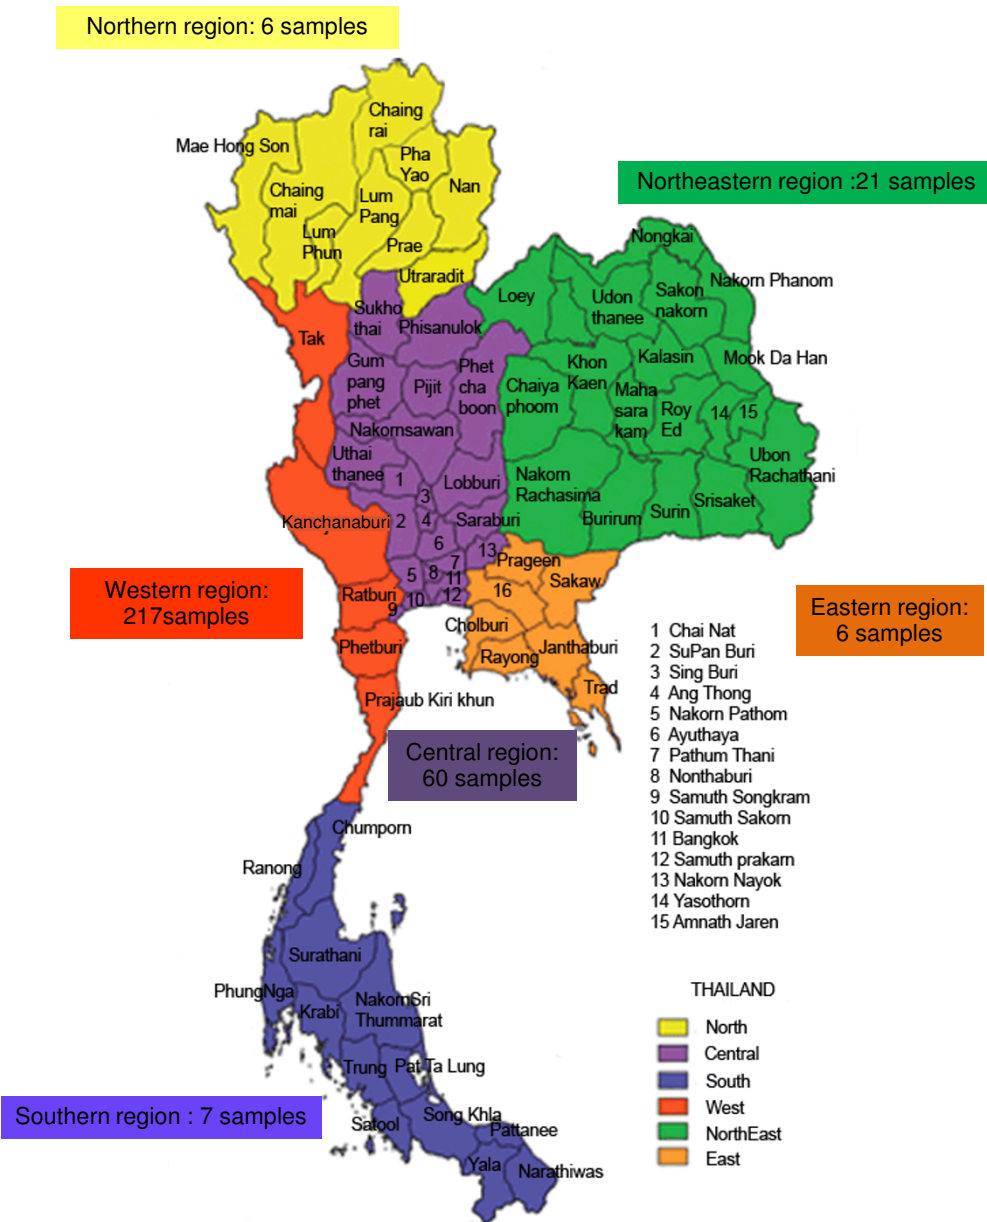 Northern region: 6 samples
Chaing
rai
Mae Hong Son
Pha
Yao
Nan
Chaing
mai
Lum
Pang
Lum
Phun
Prae
Utraradit
Northeastern region :21 samples
Nongkai
Nakorn Phanom
Loey
Udon
thanee
Sakon
nakorn
Sukho
thai
Phisanulok
Tak
Gum
pang
phet
Pijit
Phet
cha
boon
Chaiya
phoom
Khon
Kaen
Kalasin
Mook Da Han
Maha
sara
kam
Roy
Ed
14
15
Nakornsawan
Uthai
thanee
1
3
Lobburi
Nakorn
Rachasima
Ubon
Rachathani
Kanchanaburi
2
4
Saraburi
Burirum
Surin
Srisaket
6
13
Prageen
5
8
7
11
Sakaw
Western region:
217samples
Ratburi
9
10
12
16
Eastern region:
6 samples
Cholburi
Phetburi
Rayong
Janthaburi
Trad
Prajaub Kiri khun
Central region:
60 samples
1 Chai Nat
2 SuPan Buri
3 Sing Buri
4 Ang Thong
5 Nakorn Pathom
6 Ayuthaya
7 Pathum Thani
8 Nonthaburi
9 Samuth Songkram
10 Samuth Sakorn
11 Bangkok
12 Samuth prakarn
13 Nakorn Nayok
14 Yasothorn
15 Amnath Jaren
Chumporn
Ranong
Surathani
PhungNga
Krabi
NakornSri
Thummarat
Trung
Pat Ta Lung
Southern region : 7 samples
Satool
Song Khla
Pattanee
Yala
Narathiwas
THAILAND
North
Central
South
West
NorthEast
East